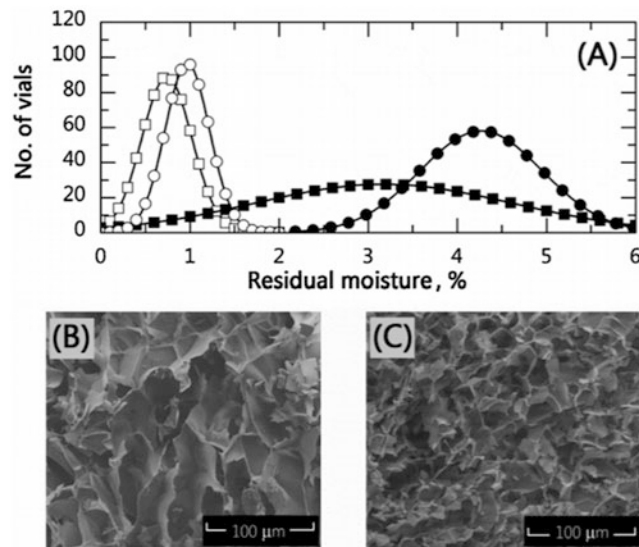 120
100
80
60
40
20
0
No. of vials
(A)
0 1 2 3 4 5 6
Residual moisture, %
(B)
100 µm
(C)
100 µm